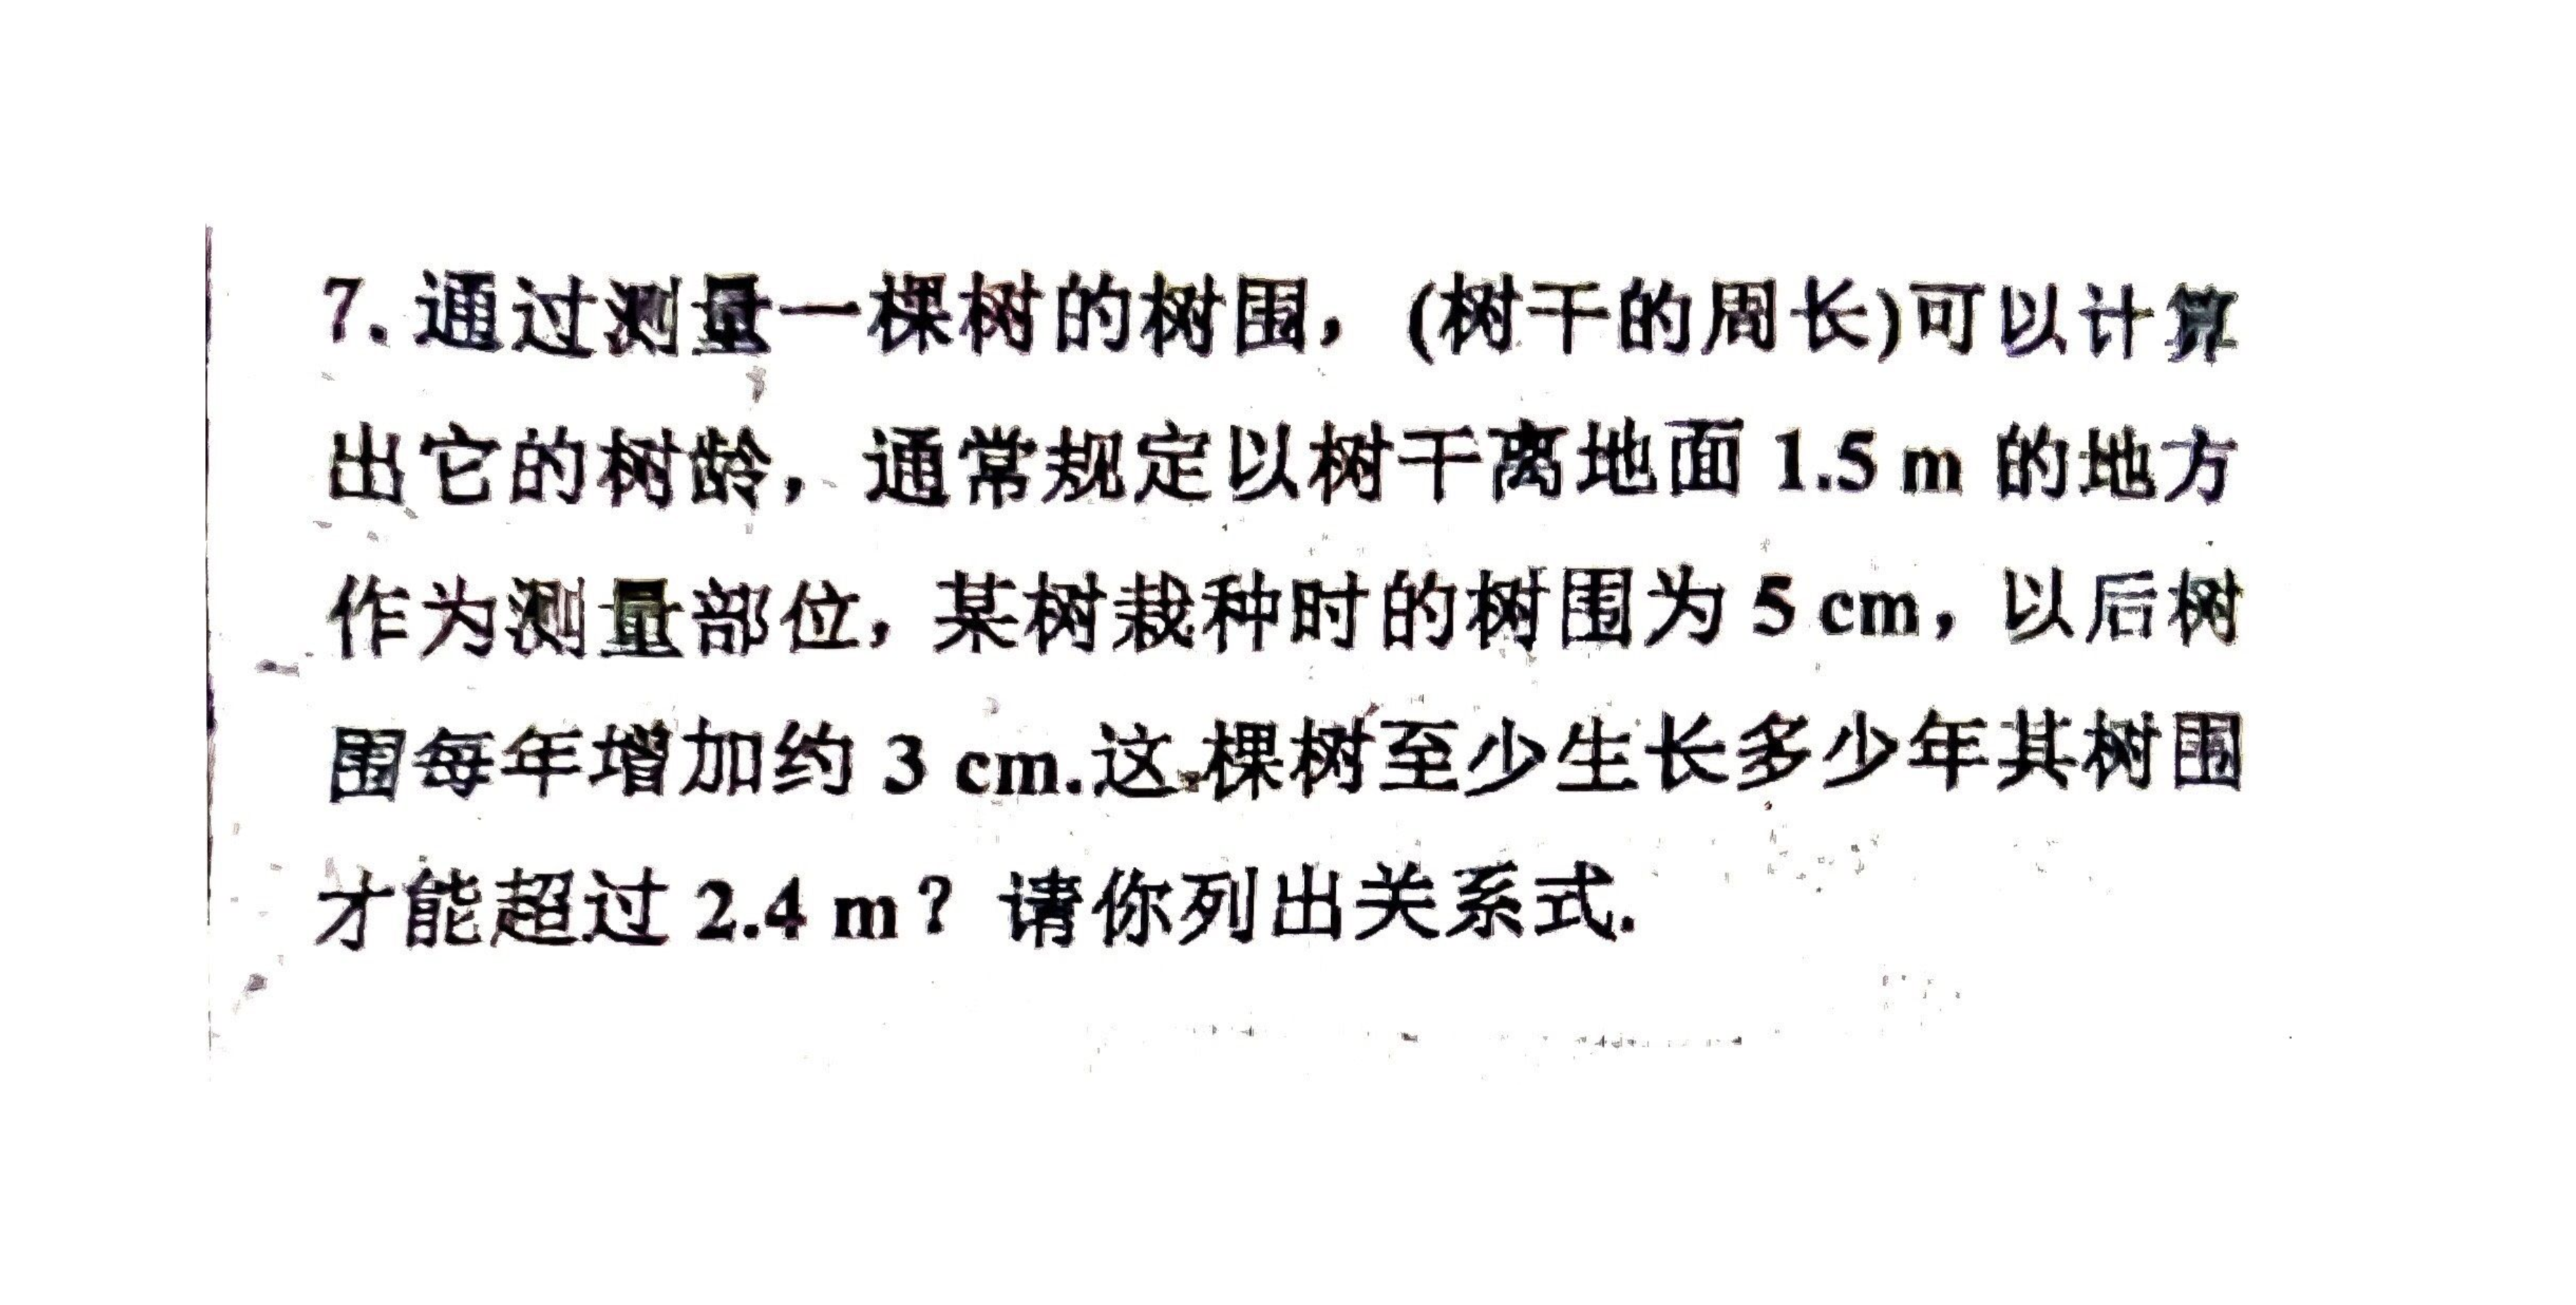 7. 通过测量一棵树的树围，(树干的周长)可以计算
出它的树龄，通常规定以树干离地面 1.5 m 的地方
作为测量部位，某树栽种时的树围为 5 cm，以后树
围每年增加约 3 cm.这棵树至少生长多少年其树围
才能超过 2.4 m？请你列出关系式.